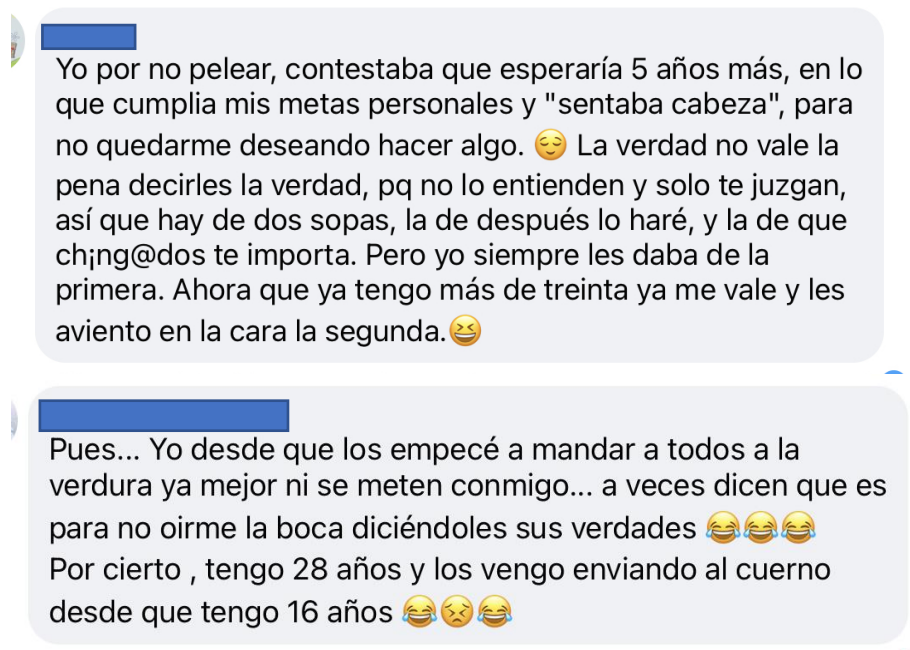 Yo por no pelear, contestaba que esperaría 5 años más, en lo
que cumplia mis metas personales y "sentaba cabeza", para
no quedarme deseando hacer algo. 😌 La verdad no vale la
pena decirles la verdad, pq no lo entienden y solo te juzgan,
así que hay de dos sopas, la de después lo haré, y la de que
ch¡ng@dos te importa. Pero yo siempre les daba de la
primera. Ahora que ya tengo más de treinta ya me vale y les
aviento en la cara la segunda.😆
Pues... Yo desde que los empecé a mandar a todos a la
verdura ya mejor ni se meten conmigo... a veces dicen que es
para no oirme la boca diciéndoles sus verdades 😂😂😂
Por cierto , tengo 28 años y los vengo enviando al cuerno
desde que tengo 16 años 😂😣😂